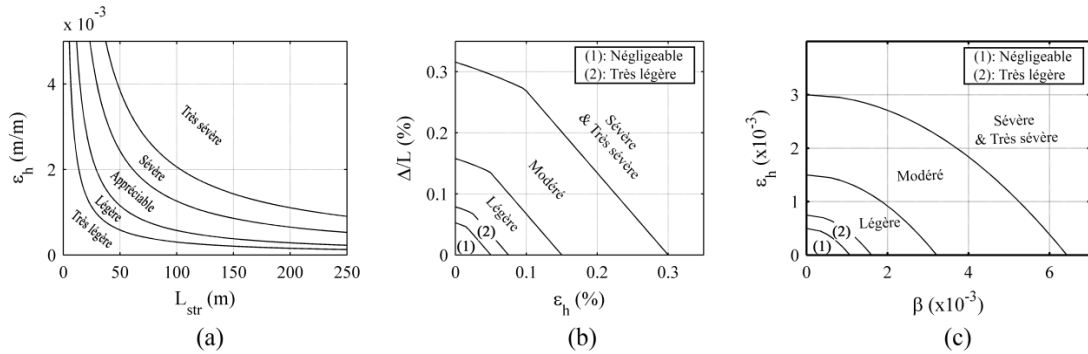 x 10⁻³
4
2
0
ε_h (m/m)
Très sévère
Sévère
Appréciable
Légère
Très légère
0 50 100 150 200 250
L_str (m)
(a)
(1): Négligeable
(2): Très légère
0.3
0.2
0.1
0
Δ/L (%)
Sévère
& Très sévère
Modéré
Légère
(2)
(1)
0 0.1 0.2 0.3
ε_h (%)
(b)
(1): Négligeable
(2): Très légère
3
2
1
0
ε_h (x10⁻³)
Sévère
& Très sévère
Modéré
Légère
(2)
(1)
0 2 4 6
β (x10⁻³)
(c)